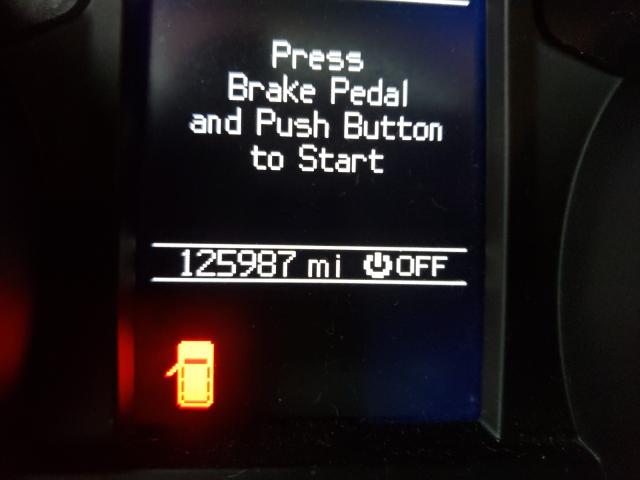 Press
Brake Pedal
and Push Button
to Start
125987 mi OFF